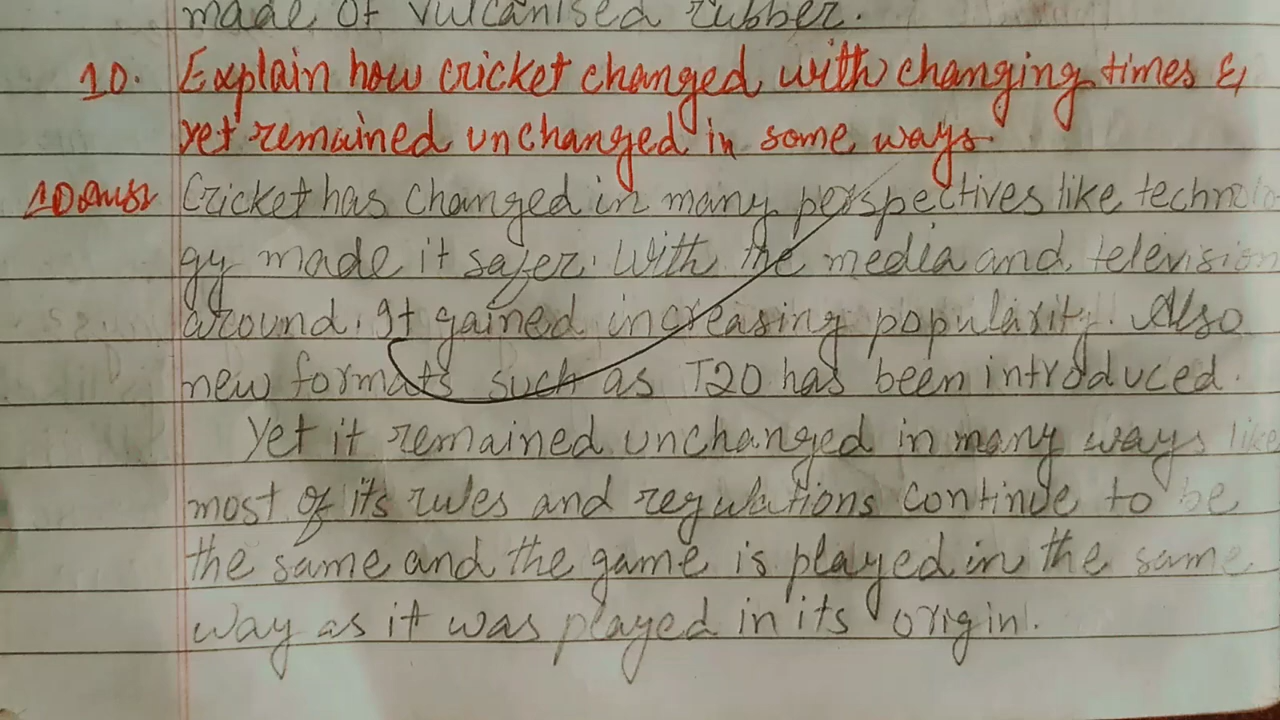 made of vulcanised rubber.
10. Explain how cricket changed with changing times &
yet remained unchanged in some ways.
10 Ans: Cricket has changed in many perspectives like technolo
gy made it safer. With the media and television
around. It gained increasing popularity. Also
new formats such as T20 has been introduced.
Yet it remained unchanged in many ways like
most of its rules and regulations continue to be
the same and the game is played in the same
way as it was played in its origin.